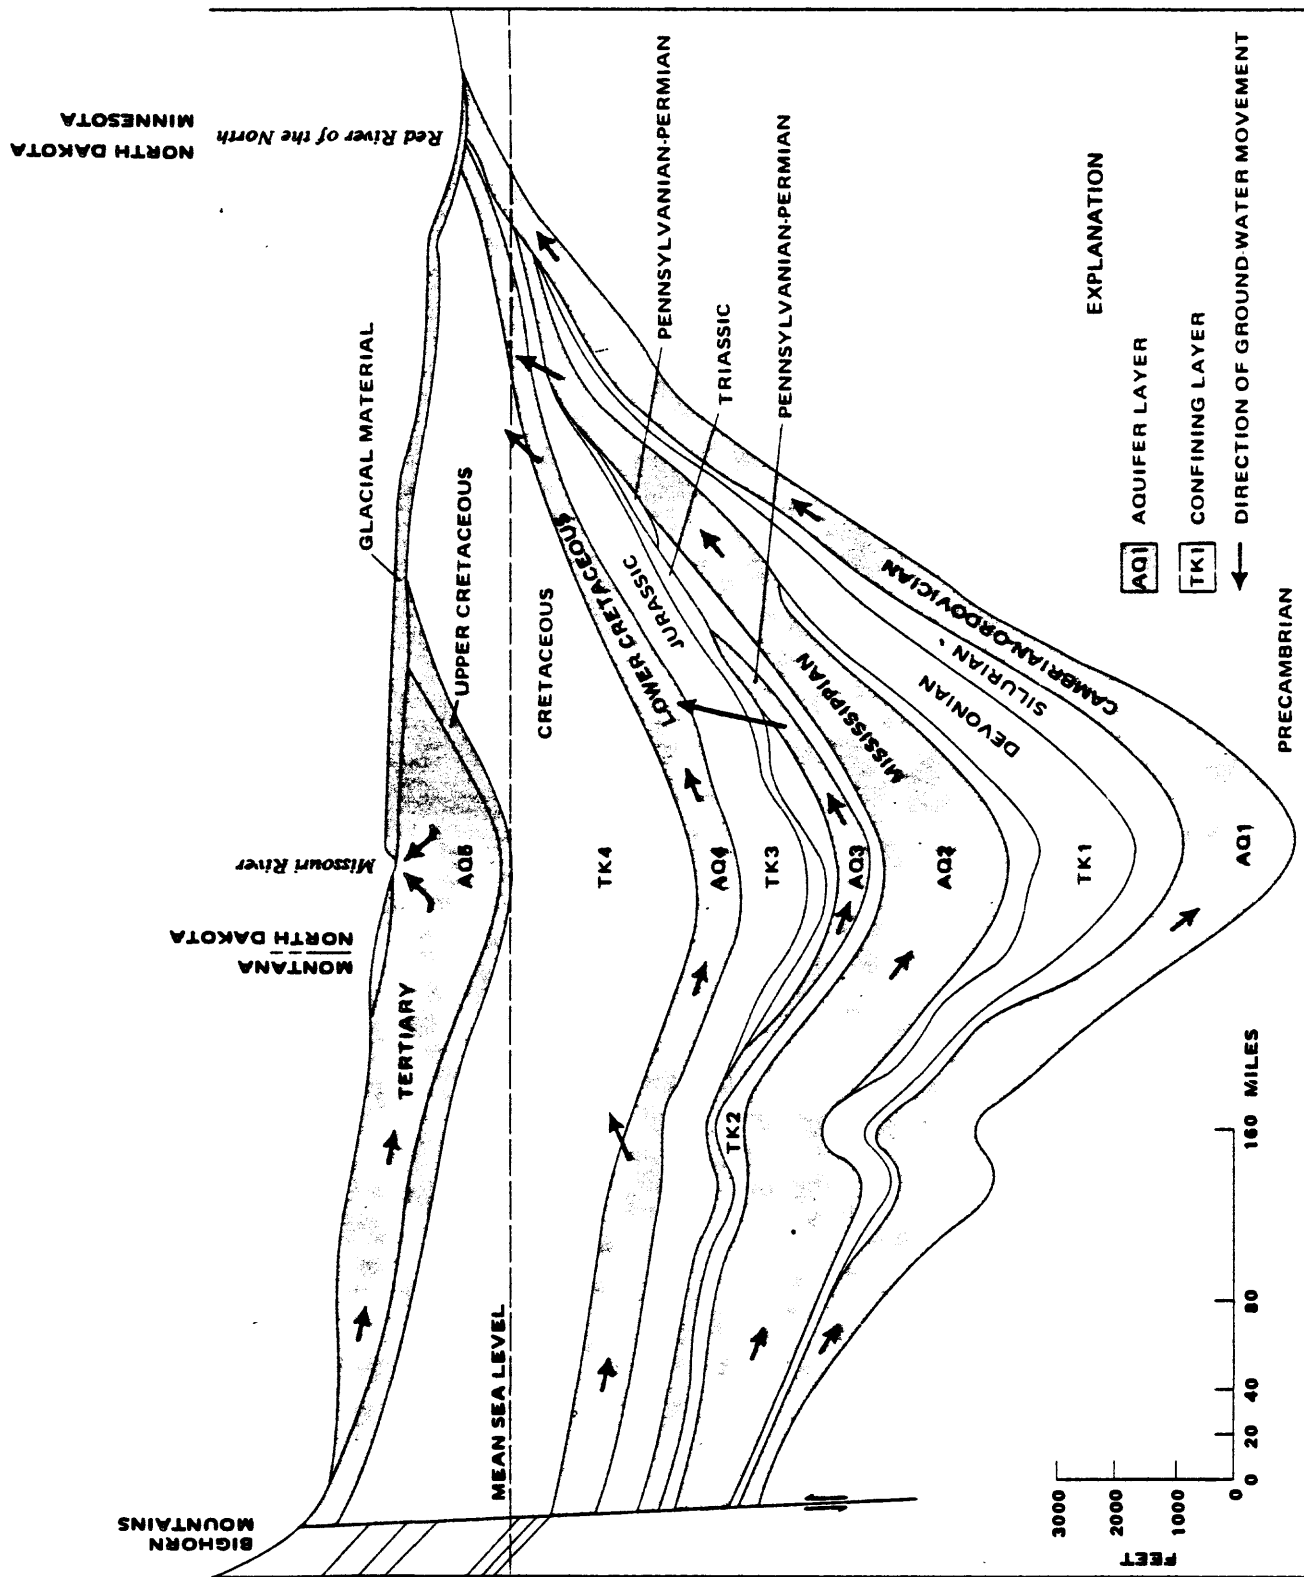 BIGHORN
MOUNTAINS
MONTANA
NORTH DAKOTA
Missouri River
GLACIAL MATERIAL
NORTH DAKOTA
MINNESOTA
Red River of the North
TERTIARY
AQ5
UPPER CRETACEOUS
MEAN SEA LEVEL
CRETACEOUS
TK4
LOWER CRETACEOUS
AQ4
JURASSIC
TK3
TK2
PENNSYLVANIAN-PERMIAN
TRIASSIC
PENNSYLVANIAN-PERMIAN
AQ3
MISSISSIPPIAN
AQ2
DEVONIAN
TK1
SILURIAN
CAMBRIAN-ORDOVICIAN
AQ1
PRECAMBRIAN
FEET
3000
2000
1000
0
0 20 40 80 160 MILES
EXPLANATION
AQ1 AQUIFER LAYER
TK1 CONFINING LAYER
DIRECTION OF GROUND-WATER MOVEMENT